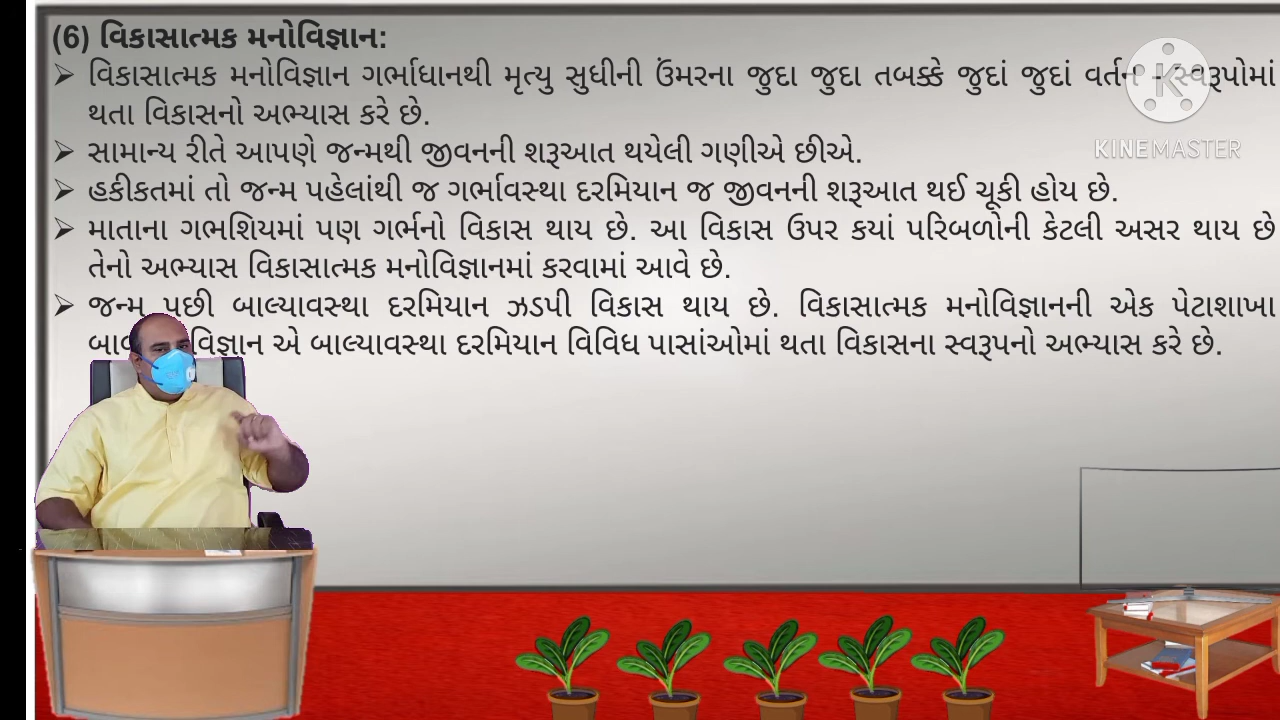 (6) વિકાસાત્મક મનોવિજ્ઞાન:
➢ વિકાસાત્મક મનોવિજ્ઞાન ગર્ભાધાનથી મૃત્યુ સુધીની ઉંમરના જુદા જુદા તબક્કે જુદાં જુદાં વર્તન - સ્વરૂપોમાં
થતા વિકાસનો અભ્યાસ કરે છે.
➢ સામાન્ય રીતે આપણે જન્મથી જીવનની શરૂઆત થયેલી ગણીએ છીએ.
➢ હકીકતમાં તો જન્મ પહેલાંથી જ ગર્ભાવસ્થા દરમિયાન જ જીવનની શરૂઆત થઈ ચૂકી હોય છે.
➢ માતાના ગભશિયમાં પણ ગર્ભનો વિકાસ થાય છે. આ વિકાસ ઉપર કયાં પરિબળોની કેટલી અસર થાય છે
તેનો અભ્યાસ વિકાસાત્મક મનોવિજ્ઞાનમાં કરવામાં આવે છે.
➢ જન્મ પછી બાલ્યાવસ્થા દરમિયાન ઝડપી વિકાસ થાય છે. વિકાસાત્મક મનોવિજ્ઞાનની એક પેટાશાખા
એ બાલ્યાવસ્થા દરમિયાન વિવિધ પાસાંઓમાં થતા વિકાસના સ્વરૂપનો અભ્યાસ કરે છે.
K
KINEMASTER